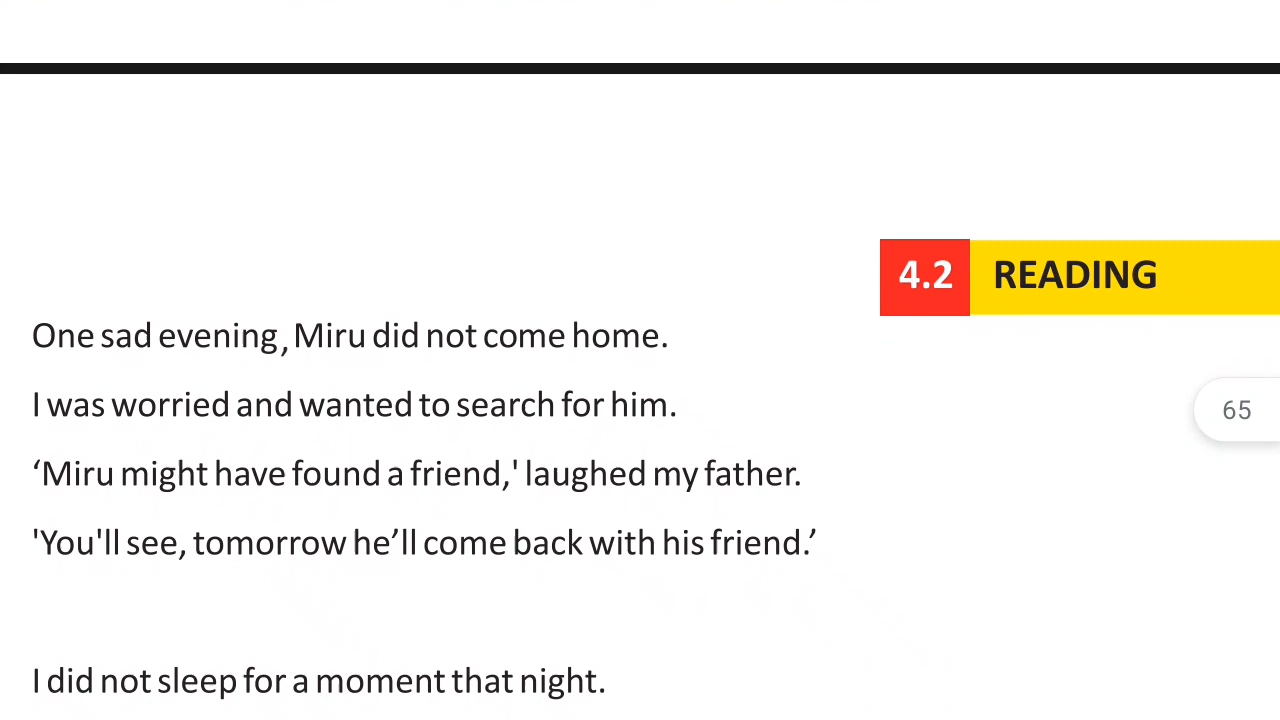 4.2 READING
One sad evening, Miru did not come home.
I was worried and wanted to search for him.
‘Miru might have found a friend,' laughed my father.
'You'll see, tomorrow he’ll come back with his friend.’
65
I did not sleep for a moment that night.